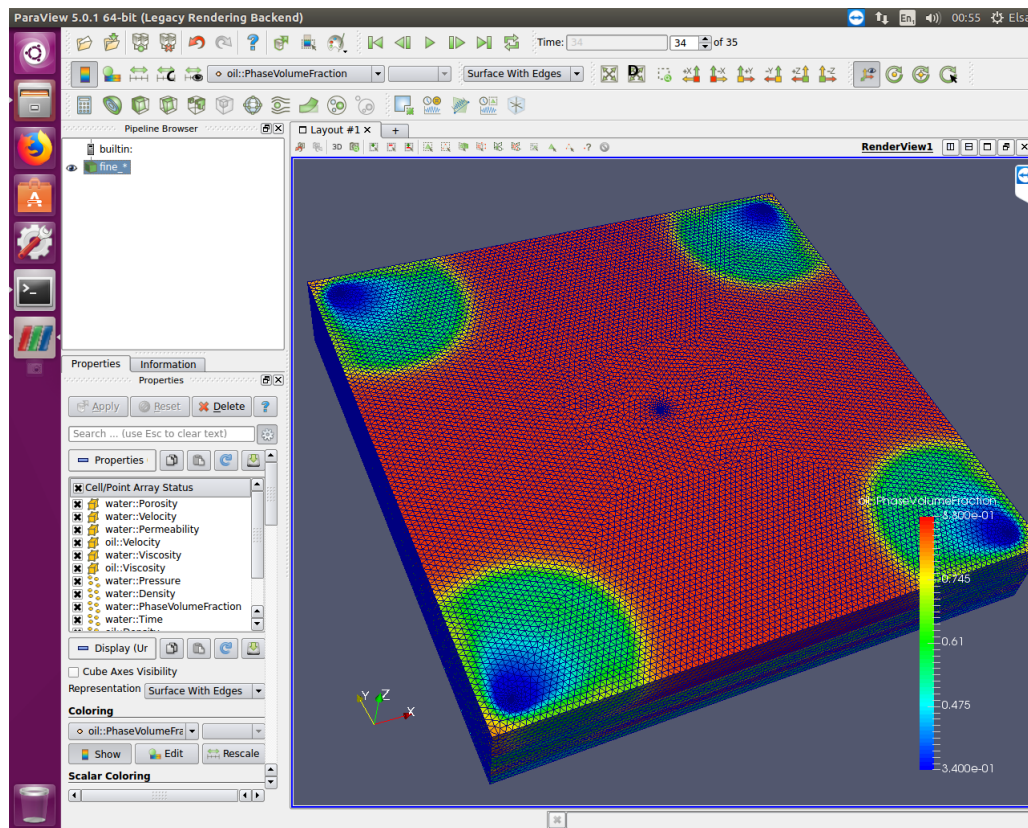 ParaView 5.0.1 64-bit (Legacy Rendering Backend)
En
00:55
Elsa
Time: 34
34
of 35
oil::PhaseVolumeFraction
Surface With Edges
D
+X -X +Y -Y +Z -Z
Pipeline Browser
builtin:
fine_*
Layout #1
+
3D
RenderView1
Properties
Information
Properties
Apply
Reset
Delete
?
Search ... (use Esc to clear text)
Properties
Cell/Point Array Status
water::Porosity
water::Velocity
water::Permeability
oil::Velocity
water::Viscosity
oil::Viscosity
water::Pressure
water::Density
water::PhaseVolumeFraction
water::Time
oil::Density
Display (Ur
Cube Axes Visibility
Representation
Surface With Edges
Coloring
oil::PhaseVolumeFra
Show
Edit
Rescale
Scalar Coloring
Y
Z
X
oil::PhaseVolumeFraction
0.745
0.61
0.475
3.400e-01